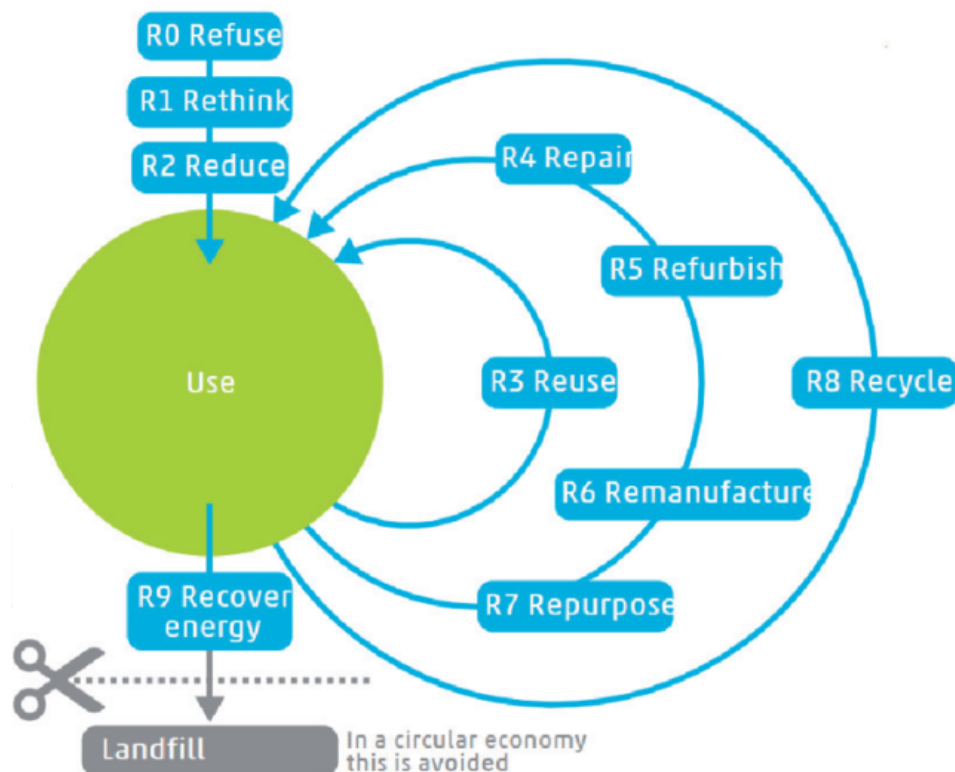 R0 Refuse
R1 Rethink
R2 Reduce
R4 Repair
R5 Refurbish
Use
R3 Reuse
R8 Recycle
R6 Remanufacture
R7 Repurpose
R9 Recover
energy
Landfill
In a circular economy
this is avoided